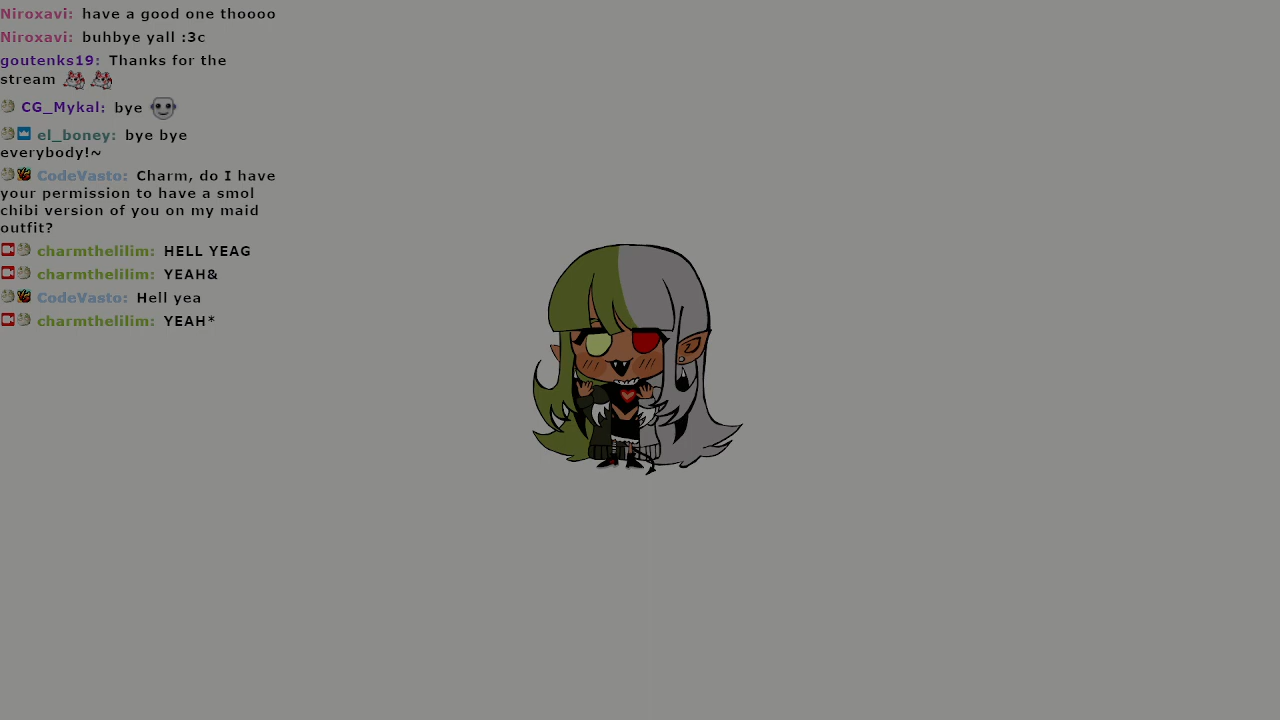 Niroxavi: have a good one thoooo
Niroxavi: buhbye yall :3c
goutenks19: Thanks for the
stream
CG_Mykal: bye
el_boney: bye bye
everybody!~
CodeVasto: Charm, do I have
your permission to have a smol
chibi version of you on my maid
outfit?
charmthelilim: HELL YEAG
charmthelilim: YEAH&
CodeVasto: Hell yea
charmthelilim: YEAH*